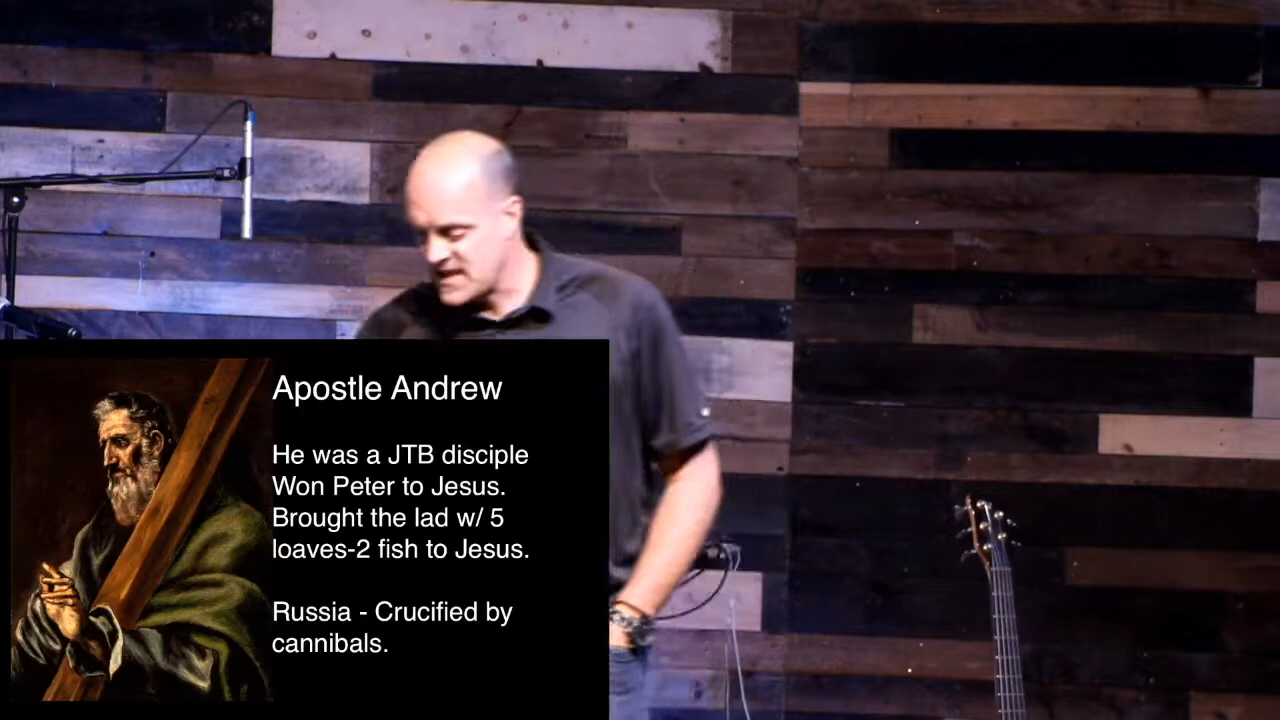 Apostle Andrew
He was a JTB disciple
Won Peter to Jesus.
Brought the lad w/ 5
loaves-2 fish to Jesus.
Russia - Crucified by
cannibals.